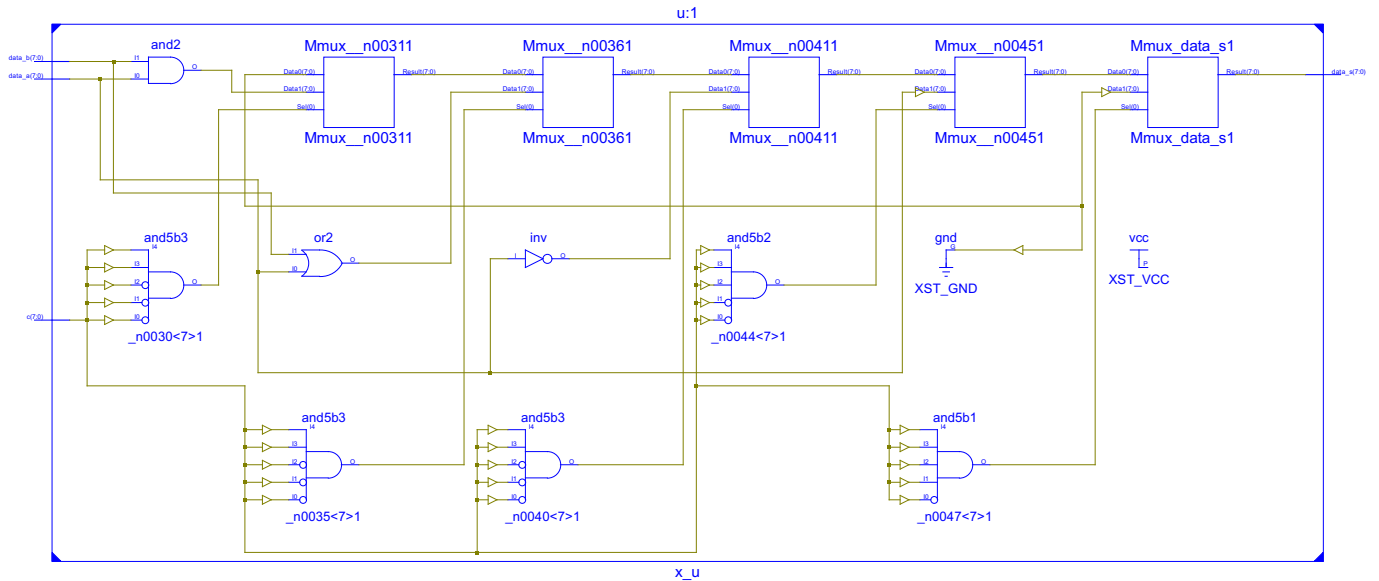 u:1
and2
Mmux__n00311
Mmux__n00361
Mmux__n00411
Mmux__n00451
Mmux_data_s1
data_b(7:0)
data_a(7:0)
I1
I0
O
Data0(7:0)
Data1(7:0)
Sel(0)
Result(7:0)
Data0(7:0)
Data1(7:0)
Sel(0)
Result(7:0)
Data0(7:0)
Data1(7:0)
Sel(0)
Result(7:0)
Data0(7:0)
Data1(7:0)
Sel(0)
Result(7:0)
Data0(7:0)
Data1(7:0)
Sel(0)
Result(7:0)
data_s(7:0)
Mmux__n00311
Mmux__n00361
Mmux__n00411
Mmux__n00451
Mmux_data_s1
and5b3
I4
I3
I2
I1
I0
O
_n0030<7>1
c(7:0)
or2
I1
I0
O
inv
I
O
and5b2
I4
I3
I2
I1
I0
O
_n0044<7>1
gnd
G
XST_GND
vcc
P
XST_VCC
and5b3
I4
I3
I2
I1
I0
O
_n0035<7>1
and5b3
I4
I3
I2
I1
I0
O
_n0040<7>1
and5b1
I4
I3
I2
I1
I0
O
_n0047<7>1
x_u